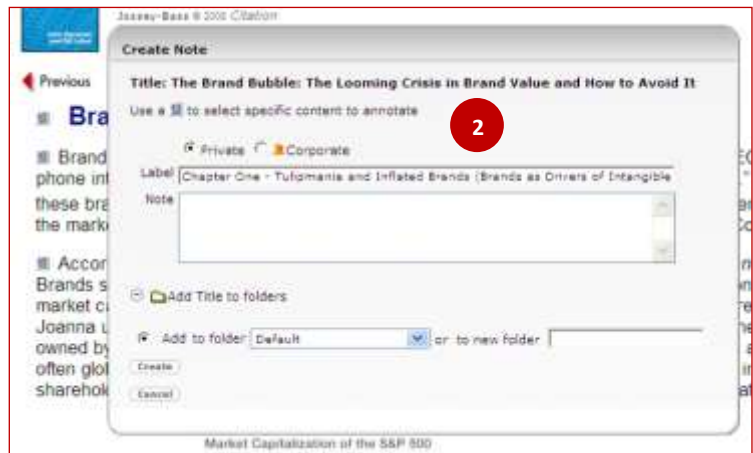 Jossey-Bass © 2008 Citation
Create Note
Previous
Title: The Brand Bubble: The Looming Crisis in Brand Value and How to Avoid It
Bra
Use a to select specific content to annotate
2
Private Corporate
Brand
phone int
Label Chapter One - Tulipmania and Inflated Brands (Brands as Drivers of Intangible
these bra
Note
the marke
Accor
Brands s
Add Title to folders
market ca
Joanna u
Add to folder Default or to new folder
owned by
often glol
Create
sharehol
Cancel
Market Capitalization of the S&P 500